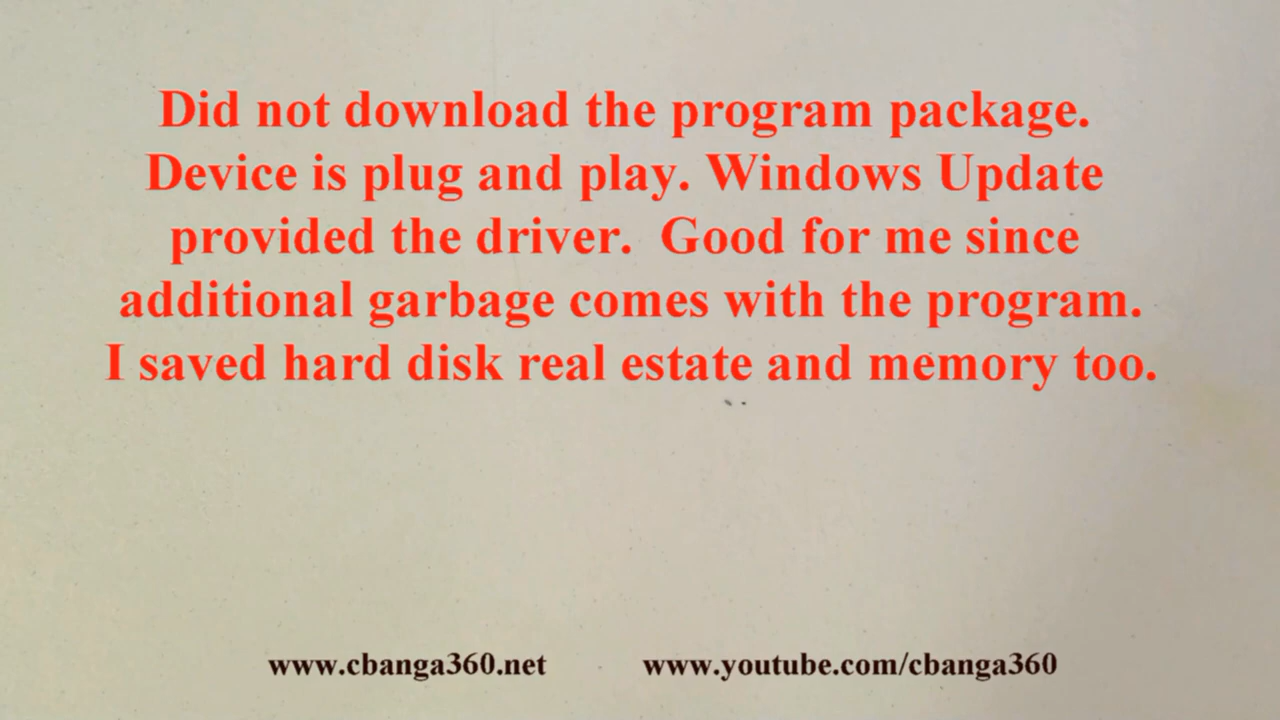 Did not download the program package.
Device is plug and play. Windows Update
provided the driver.  Good for me since
additional garbage comes with the program.
I saved hard disk real estate and memory too.
www.cbanga360.net www.youtube.com/cbanga360